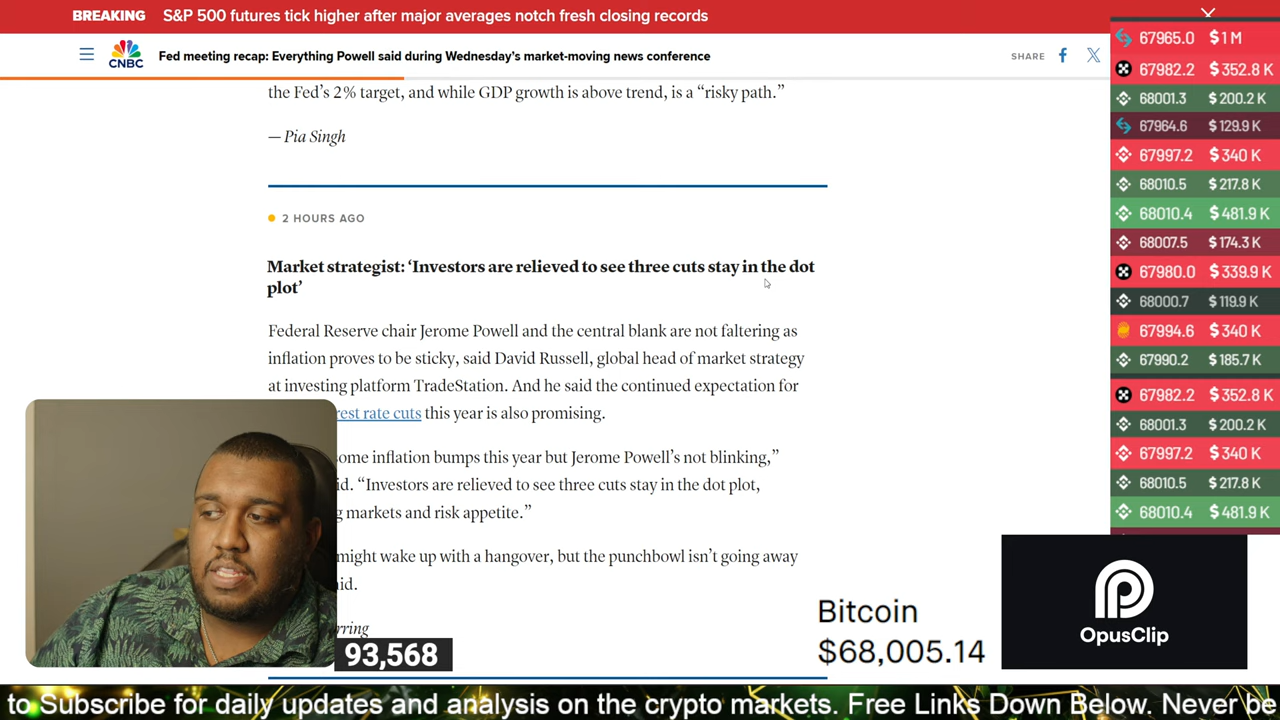 BREAKING S&P 500 futures tick higher after major averages notch fresh closing records
CNBC
Fed meeting recap: Everything Powell said during Wednesday's market-moving news conference
SHARE
the Fed's 2% target, and while GDP growth is above trend, is a “risky path.”
— Pia Singh
2 HOURS AGO
Market strategist: ‘Investors are relieved to see three cuts stay in the dot
plot’
Federal Reserve chair Jerome Powell and the central blank are not faltering as
inflation proves to be sticky, said David Russell, global head of market strategy
at investing platform TradeStation. And he said the continued expectation for
rest rate cuts this year is also promising.
ome inflation bumps this year but Jerome Powell's not blinking,”
id. “Investors are relieved to see three cuts stay in the dot plot,
g markets and risk appetite.”
might wake up with a hangover, but the punchbowl isn't going away
aid.
rring
93,568
67965.0 $1 M
67982.2 $352.8 K
68001.3 $200.2 K
67964.6 $129.9 K
67997.2 $340 K
68010.5 $217.8 K
68010.4 $481.9 K
68007.5 $174.3 K
67980.0 $339.9 K
68000.7 $119.9 K
67994.6 $340 K
67990.2 $185.7 K
67982.2 $352.8 K
68001.3 $200.2 K
67997.2 $340 K
68010.5 $217.8 K
68010.4 $481.9 K
Bitcoin
$68,005.14
OpusClip
to Subscribe for daily updates and analysis on the crypto markets. Free Links Down Below. Never be